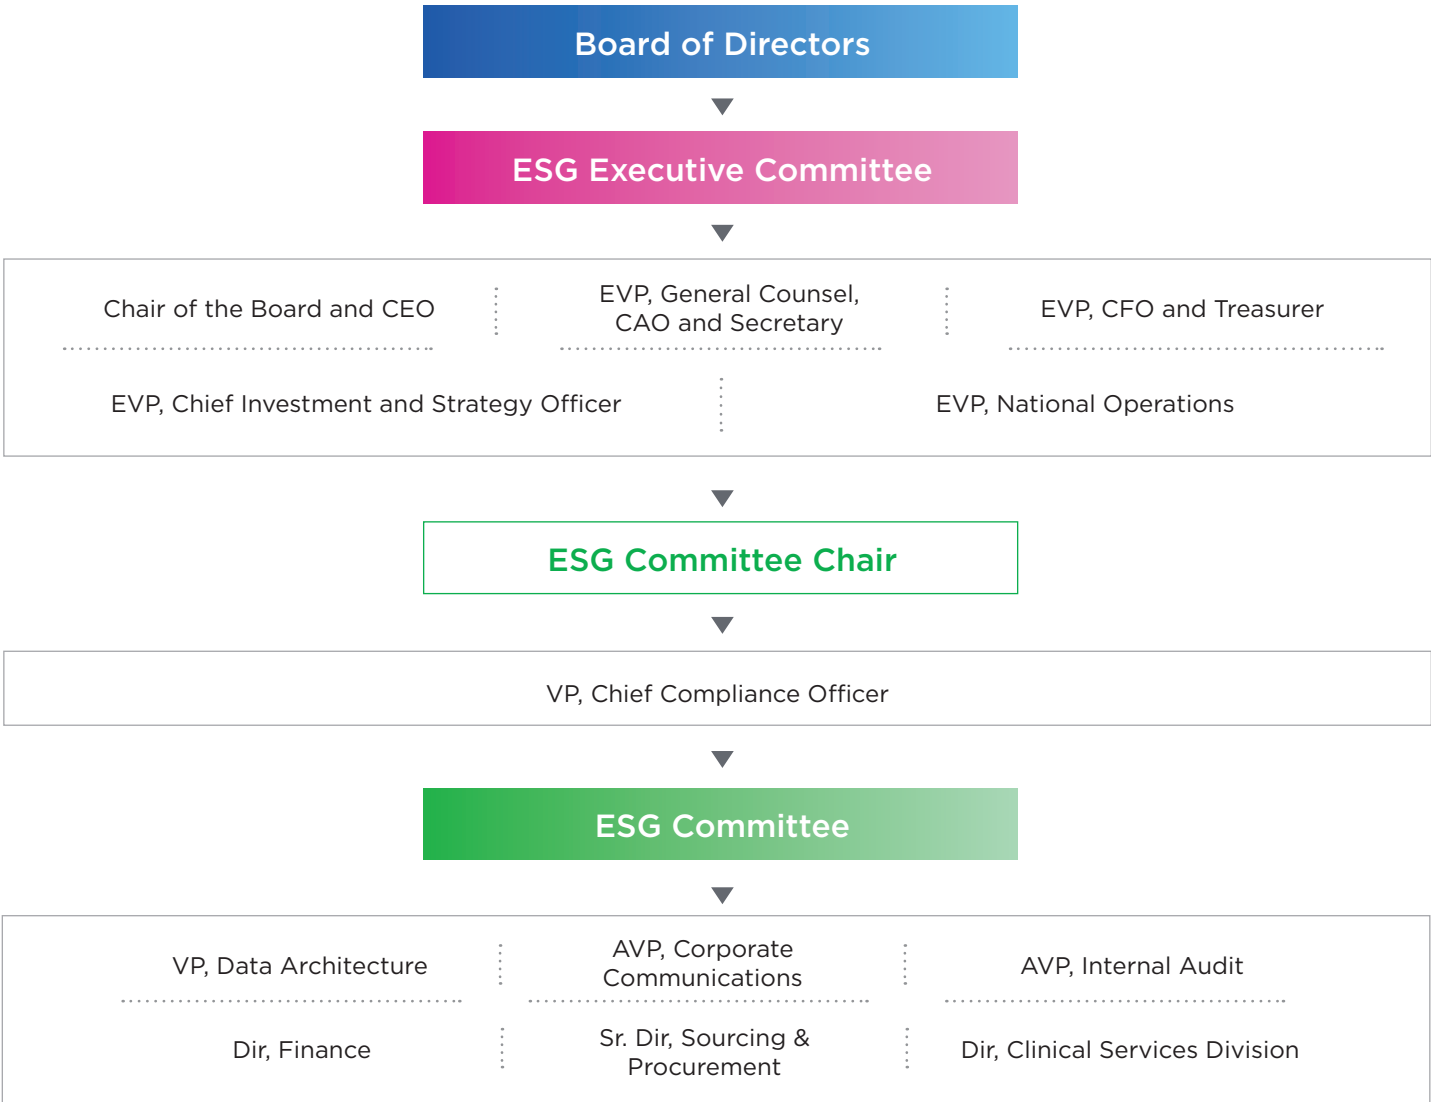 Board of Directors
ESG Executive Committee
Chair of the Board and CEO
EVP, General Counsel,
CAO and Secretary
EVP, CFO and Treasurer
EVP, Chief Investment and Strategy Officer
EVP, National Operations
ESG Committee Chair
VP, Chief Compliance Officer
ESG Committee
VP, Data Architecture
AVP, Corporate
Communications
AVP, Internal Audit
Dir, Finance
Sr. Dir, Sourcing &
Procurement
Dir, Clinical Services Division